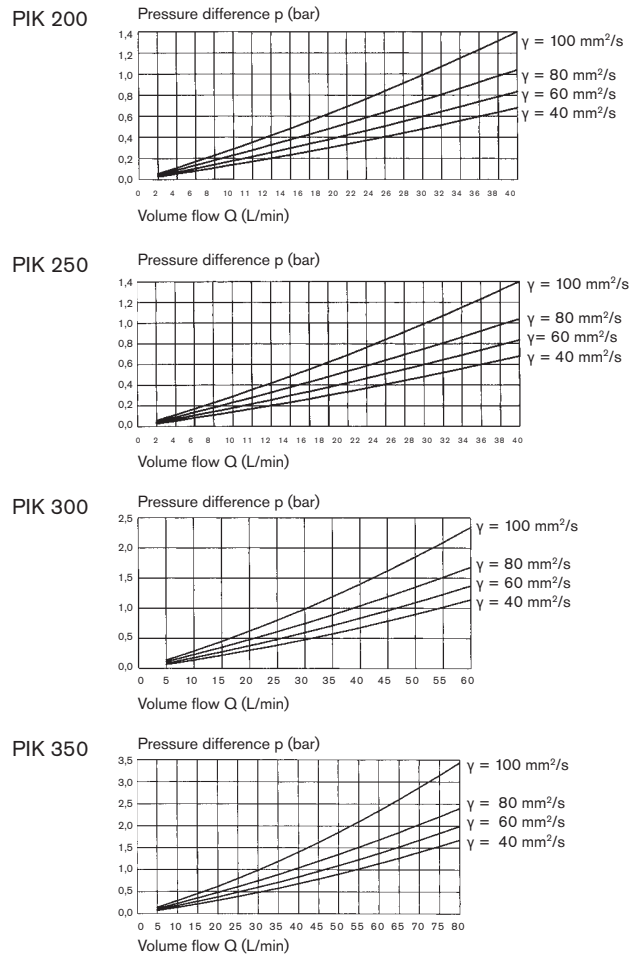 PIK 200
Pressure difference p (bar)
1,4
1,2
1,0
0,8
0,6
0,4
0,2
0,0
γ = 100 mm²/s
γ = 80 mm²/s
γ = 60 mm²/s
γ = 40 mm²/s
0 2 4 6 8 10 11 12 14 16 18 19 20 22 24 26 28 30 32 34 36 38 40
Volume flow Q (L/min)
PIK 250
Pressure difference p (bar)
1,4
1,2
1,0
0,8
0,6
0,4
0,2
0,0
γ = 100 mm²/s
γ = 80 mm²/s
γ= 60 mm²/s
γ = 40 mm²/s
0 2 4 6 8 10 11 12 14 15 16 19 21 22 24 26 28 30 32 34 36 38 40
Volume flow Q (L/min)
PIK 300
Pressure difference p (bar)
2,5
2,0
1,5
1,0
0,5
0,0
γ = 100 mm²/s
γ = 80 mm²/s
γ = 60 mm²/s
γ = 40 mm²/s
0 5 10 15 20 25 30 35 40 45 50 55 60
Volume flow Q (L/min)
PIK 350
Pressure difference p (bar)
3,5
3,0
2,5
2,0
1,5
1,0
0,5
0,0
γ = 100 mm²/s
γ = 80 mm²/s
γ = 60 mm²/s
γ = 40 mm²/s
0 5 10 15 20 25 30 35 40 45 50 55 60 65 70 75 80
Volume flow Q (L/min)